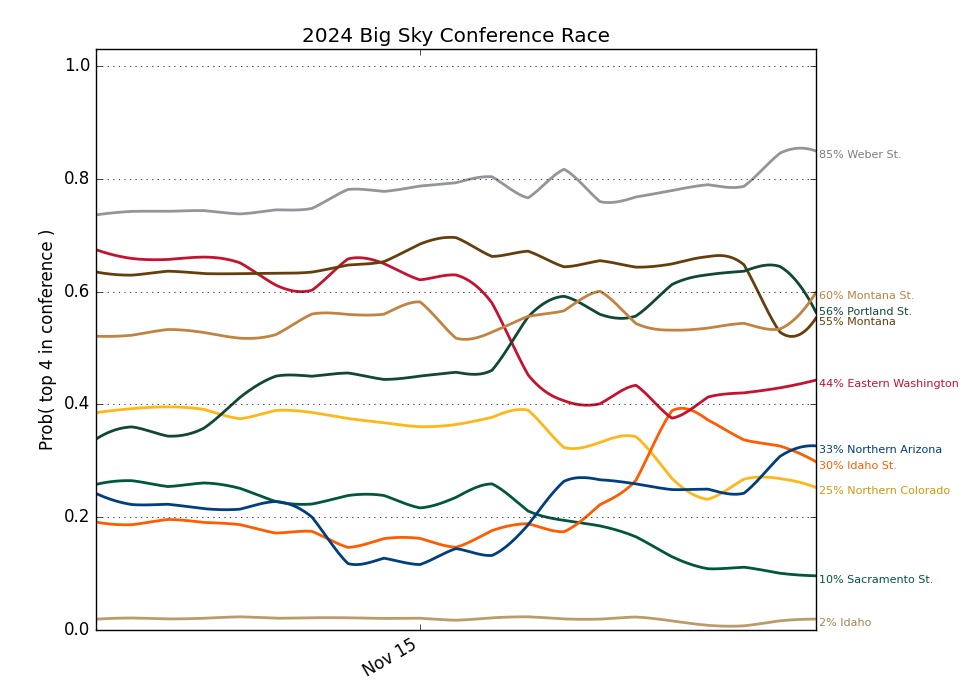 2024 Big Sky Conference Race
Prob( top 4 in conference )
1.0
0.8
0.6
0.4
0.2
0.0
Nov 15
85% Weber St.
60% Montana St.
56% Portland St.
55% Montana
44% Eastern Washington
33% Northern Arizona
30% Idaho St.
25% Northern Colorado
10% Sacramento St.
2% Idaho